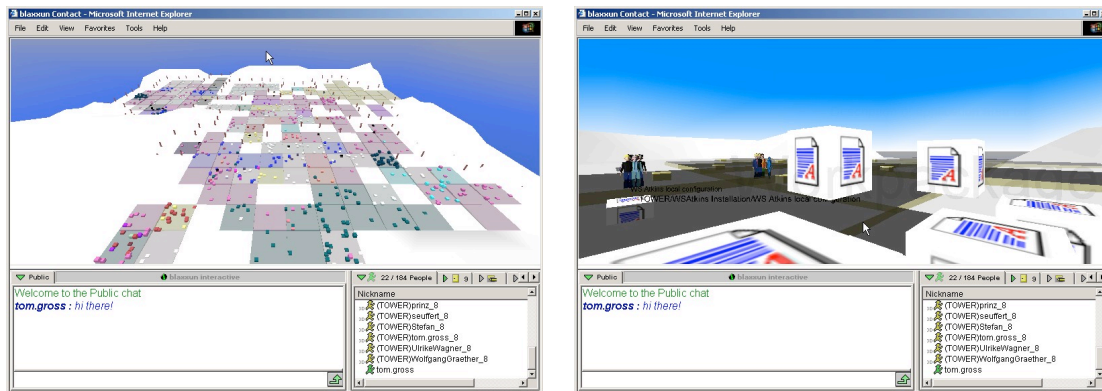 blaxxun Contact - Microsoft Internet Explorer
File Edit View Favorites Tools Help
Public
blaxxun interactive
22 / 184 People
9
Welcome to the Public chat
tom.gross : hi there!
Nickname
(TOWER)prinz_8
(TOWER)seuffert_8
(TOWER)Stefan_8
(TOWER)tom.gross_8
(TOWER)UlrikeWagner_8
(TOWER)WolfgangGraether_8
tom.gross
blaxxun Contact - Microsoft Internet Explorer
File Edit View Favorites Tools Help
A A
A
WS Atkins local configuration
TOWER/WSAtkins Installation/WS Atkins local configuration
A
A
Public
blaxxun interactive
22 / 184 People
9
Welcome to the Public chat
tom.gross : hi there!
Nickname
(TOWER)prinz_8
(TOWER)seuffert_8
(TOWER)Stefan_8
(TOWER)tom.gross_8
(TOWER)UlrikeWagner_8
(TOWER)WolfgangGraether_8
tom.gross